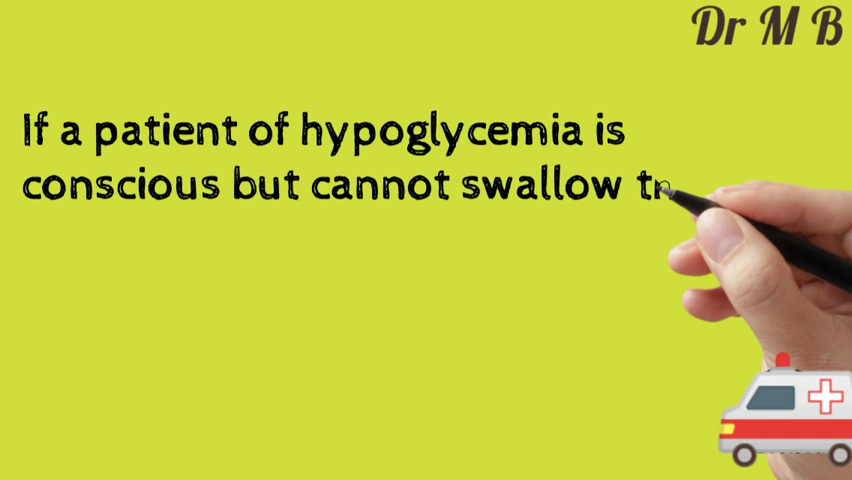 Dr M B
If a patient of hypoglycemia is
conscious but cannot swallow